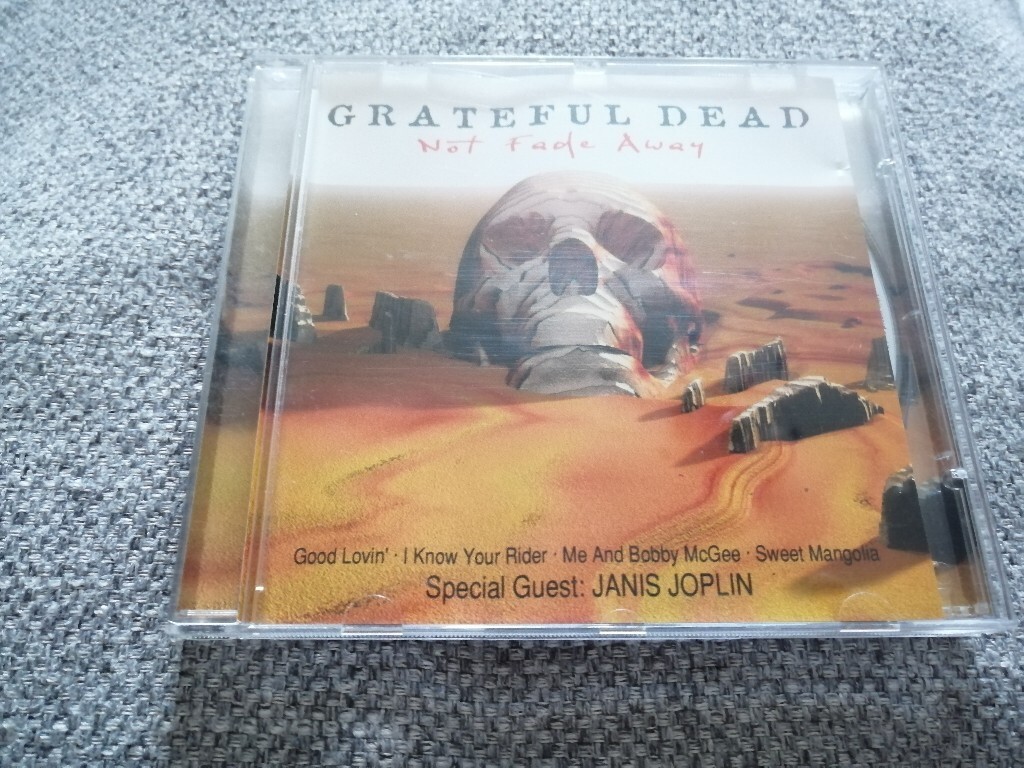 GRATEFUL DEAD
Not Fade Away
Good Lovin' · I Know Your Rider · Me And Bobby McGee · Sweet Mangolia
Special Guest: JANIS JOPLIN